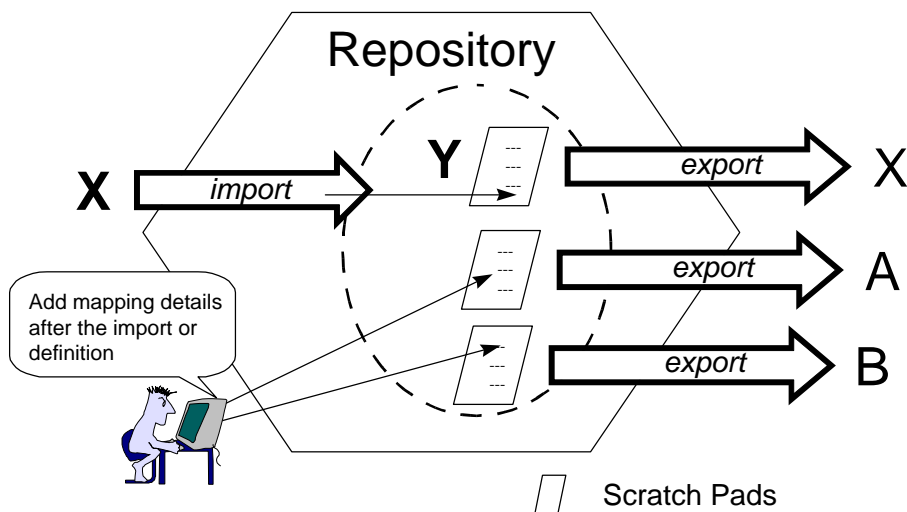 Repository
X
import
Y
---
---
---
export
X
---
---
---
export
A
Add mapping details
after the import or
definition
--
---
---
export
B
Scratch Pads